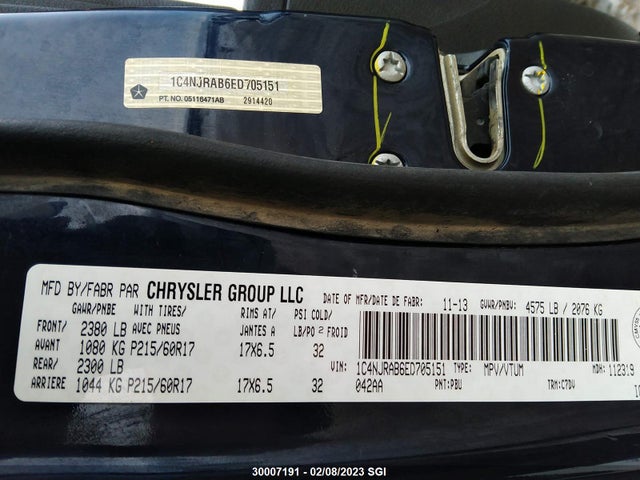 1C4NJRAB6ED705151
PT. NO. 05116471AB 2914420
MFD BY/FABR PAR CHRYSLER GROUP LLC DATE OF MFR/DATE DE FABR: 11-13 GVWR/PNBV: 4575 LB / 2076 KG
GAWR/PNBE WITH TIRES/ RIMS AT/ PSI COLD/
FRONT/ 2380 LB AVEC PNEUS JANTES A LB/PO 2 FROID
AVANT 1080 KG P215/60R17 17X6.5 32
REAR/ 2300 LB VIN: 1C4NJRAB6ED705151 TYPE: MPV/VTUM MDH: 112319
ARRIERE 1044 KG P215/60R17 17X6.5 32 042AA PNT: PBU TRM: C7DV
30007191 - 02/08/2023 SGI